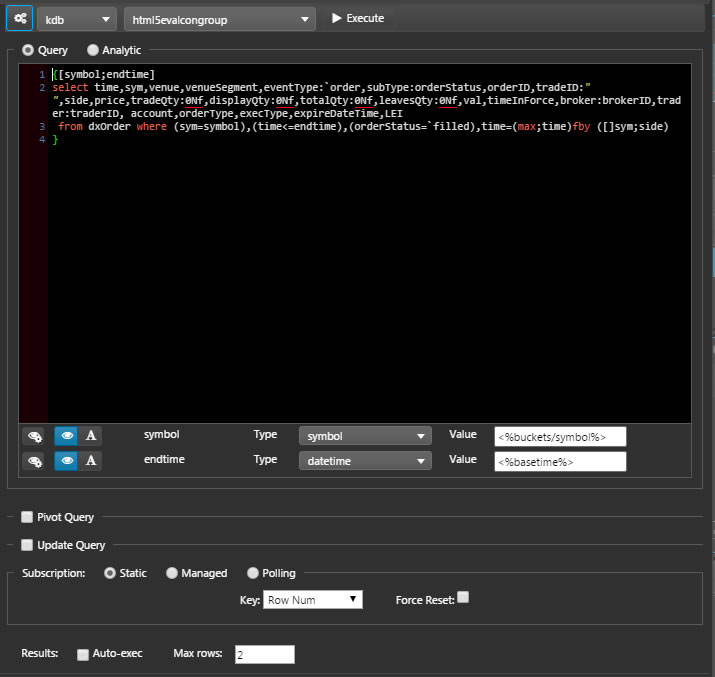 kdb html5evalcongroup Execute
Query Analytic
1 {[symbol;endtime]
2 select time,sym,venue,venueSegment,eventType:`order,subType:orderStatus,orderID,tradeID:"
",side,price,tradeQty:0Nf,displayQty:0Nf,totalQty:0Nf,leavesQty:0Nf,val,timeInForce,broker:brokerID,trad
er:traderID, account,orderType,execType,expireDateTime,LEI
3 from dxOrder where (sym=symbol),(time<=endtime),(orderStatus=`filled),time=(max;time)fby ([]sym;side)
4 }
A symbol Type symbol Value <%buckets/symbol%>
A endtime Type datetime Value <%basetime%>
Pivot Query
Update Query
Subscription: Static Managed Polling
Key: Row Num Force Reset:
Results: Auto-exec Max rows: 2